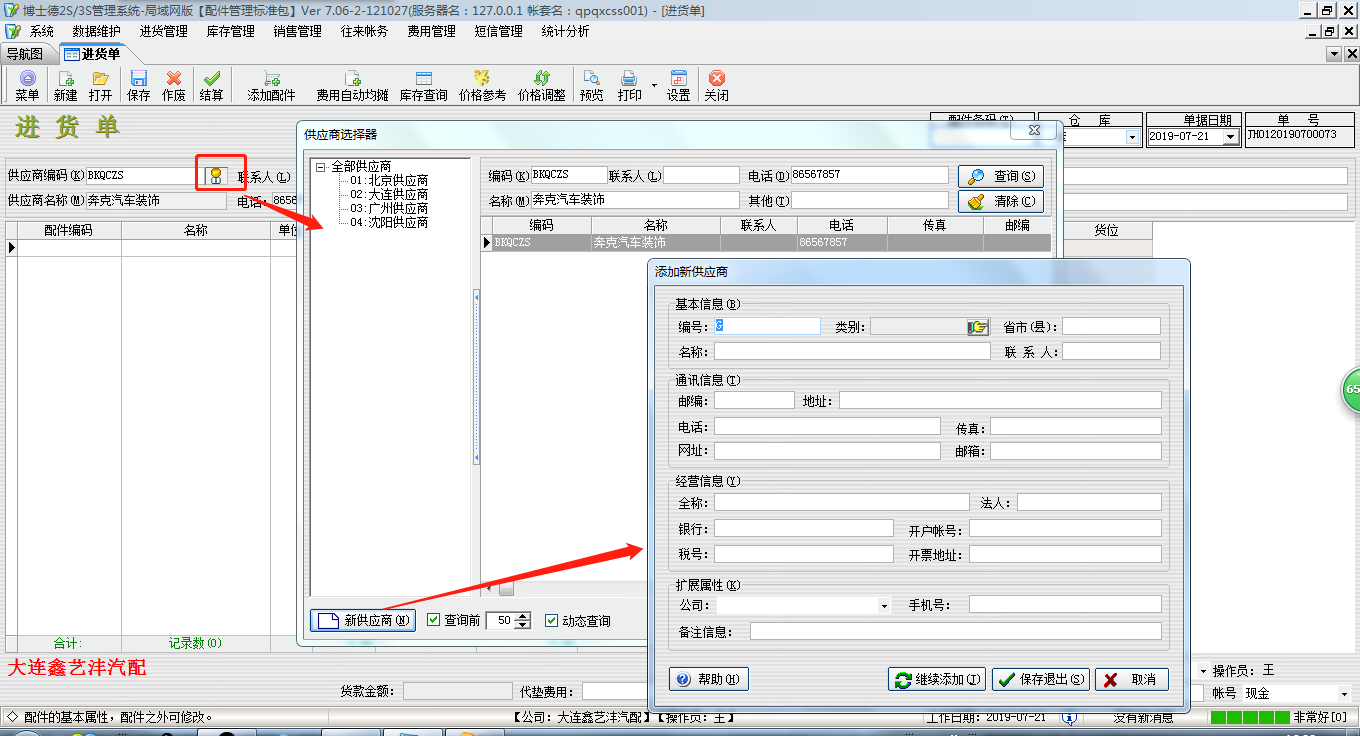 博士德2S/3S管理系统-局域网版【配件管理标准包】Ver 7.06-2-121027(服务器名：127.0.0.1 帐套名：qpqxcss001) - [进货单]
系统 数据维护 进货管理 库存管理 销售管理 往来帐务 费用管理 短信管理 统计分析
导航图 进货单
菜单 新建 打开 保存 作废 结算 添加配件 费用自动均摊 库存查询 价格参考 价格调整 预览 打印 设置 关闭
进 货 单
配件条码(T) 仓 库 单据日期 单 号
2019-07-21 JH0120190700073
供应商编码(K) BKQCZS 联系人(L)
供应商名称(M) 奔克汽车装饰 电话: 8656
配件编码 名称 单位 货位
供应商选择器
全部供应商
01:北京供应商
02:大连供应商
03:广州供应商
04:沈阳供应商
编码(K) BKQCZS 联系人(L) 电话(D) 86567857 查询(S)
名称(M) 奔克汽车装饰 其他(T) 清除(C)
编码 名称 联系人 电话 传真 邮编
BKQCZS 奔克汽车装饰 86567857
新供应商(N) 查询前 50 动态查询
添加新供应商
基本信息(B)
编号: G 类别: 省市(县):
名称: 联 系 人:
通讯信息(T)
邮编: 地址:
电话: 传真:
网址: 邮箱:
经营信息(Y)
全称: 法人:
银行: 开户帐号:
税号: 开票地址:
扩展属性(K)
公司: 手机号:
备注信息:
帮助(H) 继续添加(T) 保存退出(S) 取消
合计: 记录数(0)
大连鑫艺沣汽配
操作员: 王
货款金额: 代垫费用: 帐号 现金
◇ 配件的基本属性，配件之外可修改。 【公司: 大连鑫艺沣汽配】【操作员: 王】 工作日期: 2019-07-21 没有新消息 非常好[0]
65